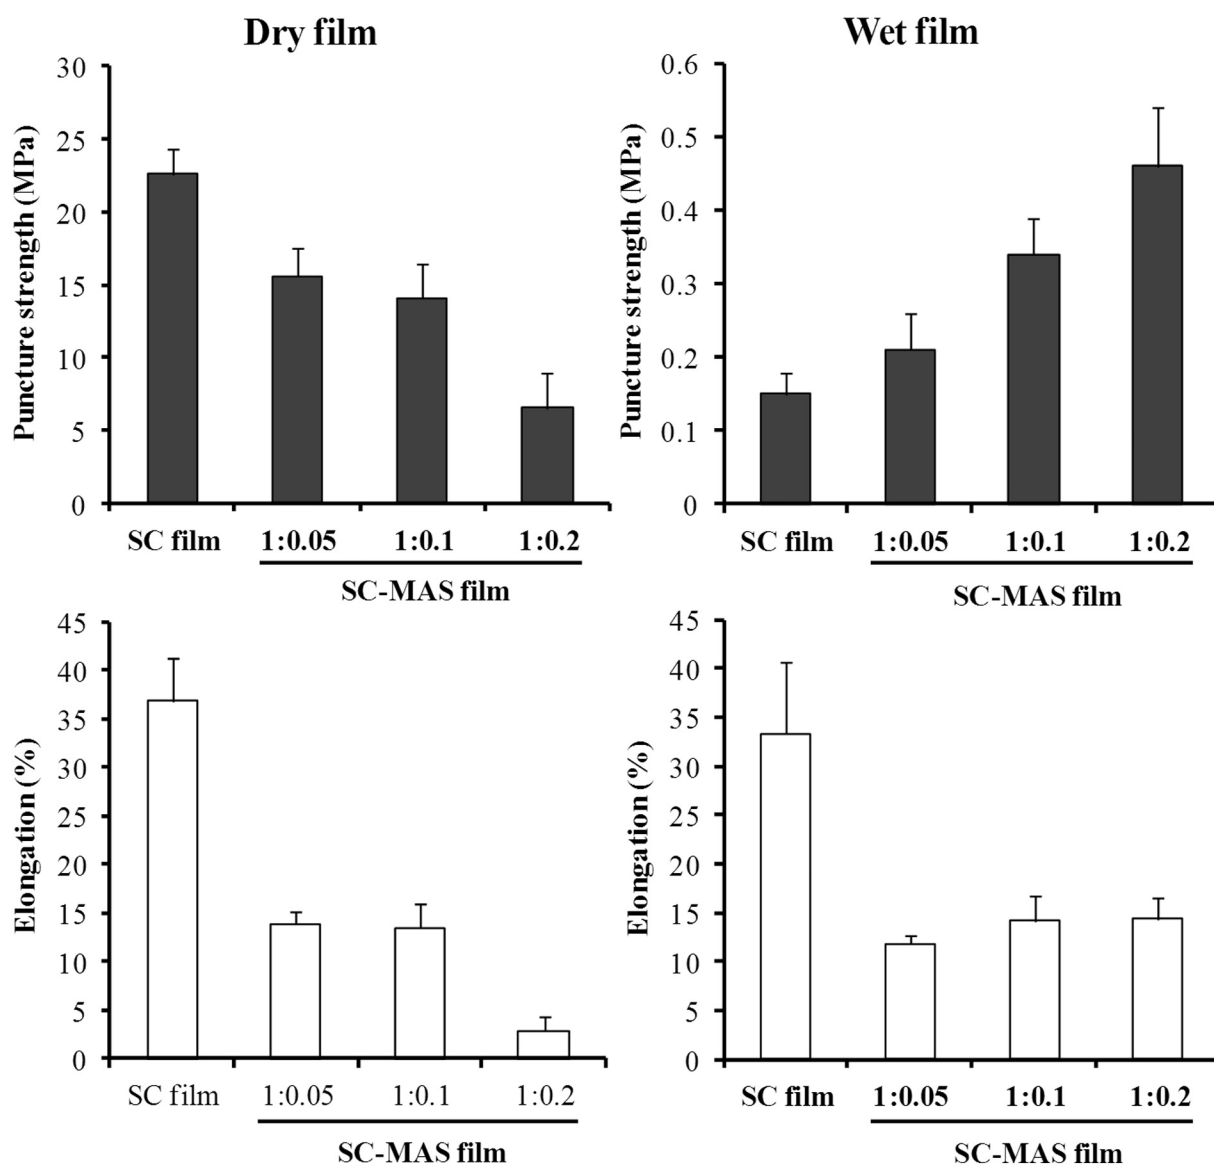 Dry film
Wet film
Puncture strength (MPa)
30
25
20
15
10
5
0
SC film 1:0.05 1:0.1 1:0.2
SC-MAS film
Puncture strength (MPa)
0.6
0.5
0.4
0.3
0.2
0.1
0
SC film 1:0.05 1:0.1 1:0.2
SC-MAS film
Elongation (%)
45
40
35
30
25
20
15
10
5
0
SC film 1:0.05 1:0.1 1:0.2
SC-MAS film
Elongation (%)
45
40
35
30
25
20
15
10
5
0
SC film 1:0.05 1:0.1 1:0.2
SC-MAS film